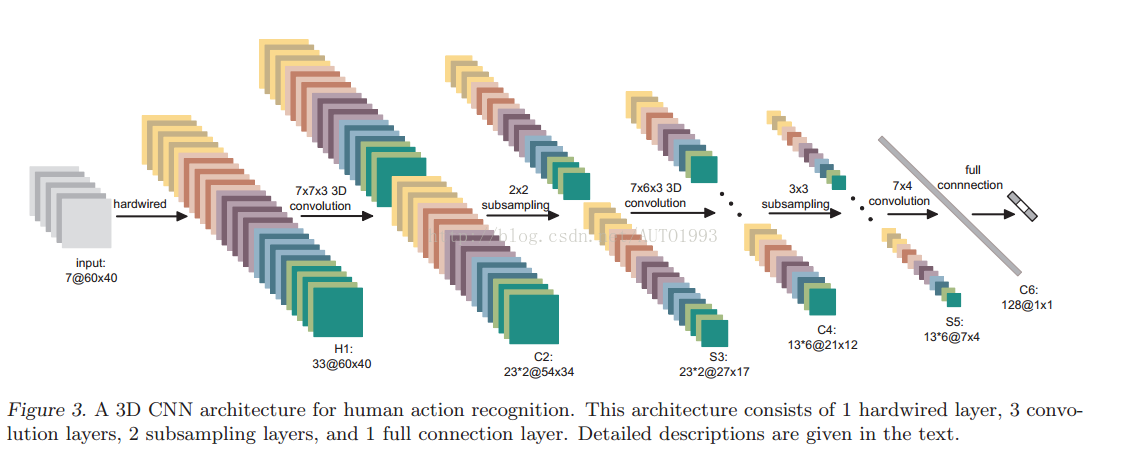 hardwired
7x7x3 3D
convolution
2x2
subsampling
7x6x3 3D
convolution
3x3
subsampling
7x4
convolution
full
connnection
input:
7@60x40
H1:
33@60x40
C2:
23*2@54x34
S3:
23*2@27x17
C4:
13*6@21x12
S5:
13*6@7x4
C6:
128@1x1
Figure 3. A 3D CNN architecture for human action recognition. This architecture consists of 1 hardwired layer, 3 convo-
lution layers, 2 subsampling layers, and 1 full connection layer. Detailed descriptions are given in the text.